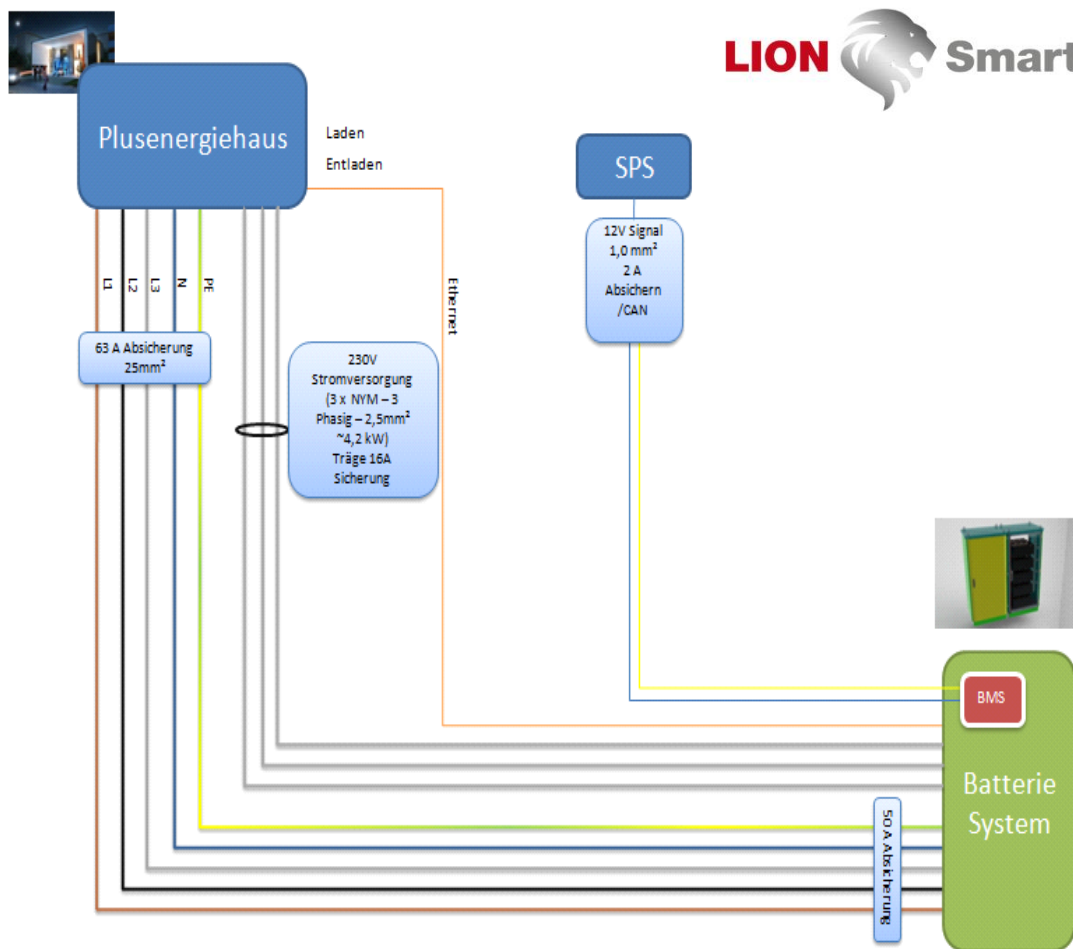 LION Smart
Plusenergiehaus
Laden
Entladen
SPS
12V Signal
1,0 mm²
2 A
Absichern
/CAN
L1
L2
L3
N
PE
Ethernet
63 A Absicherung
25mm²
230V
Stromversorgung
(3 x NYM – 3
Phasig – 2,5mm²
~4,2 kW)
Träge 16A
Sicherung
BMS
Batterie
System
50 A Absicherung